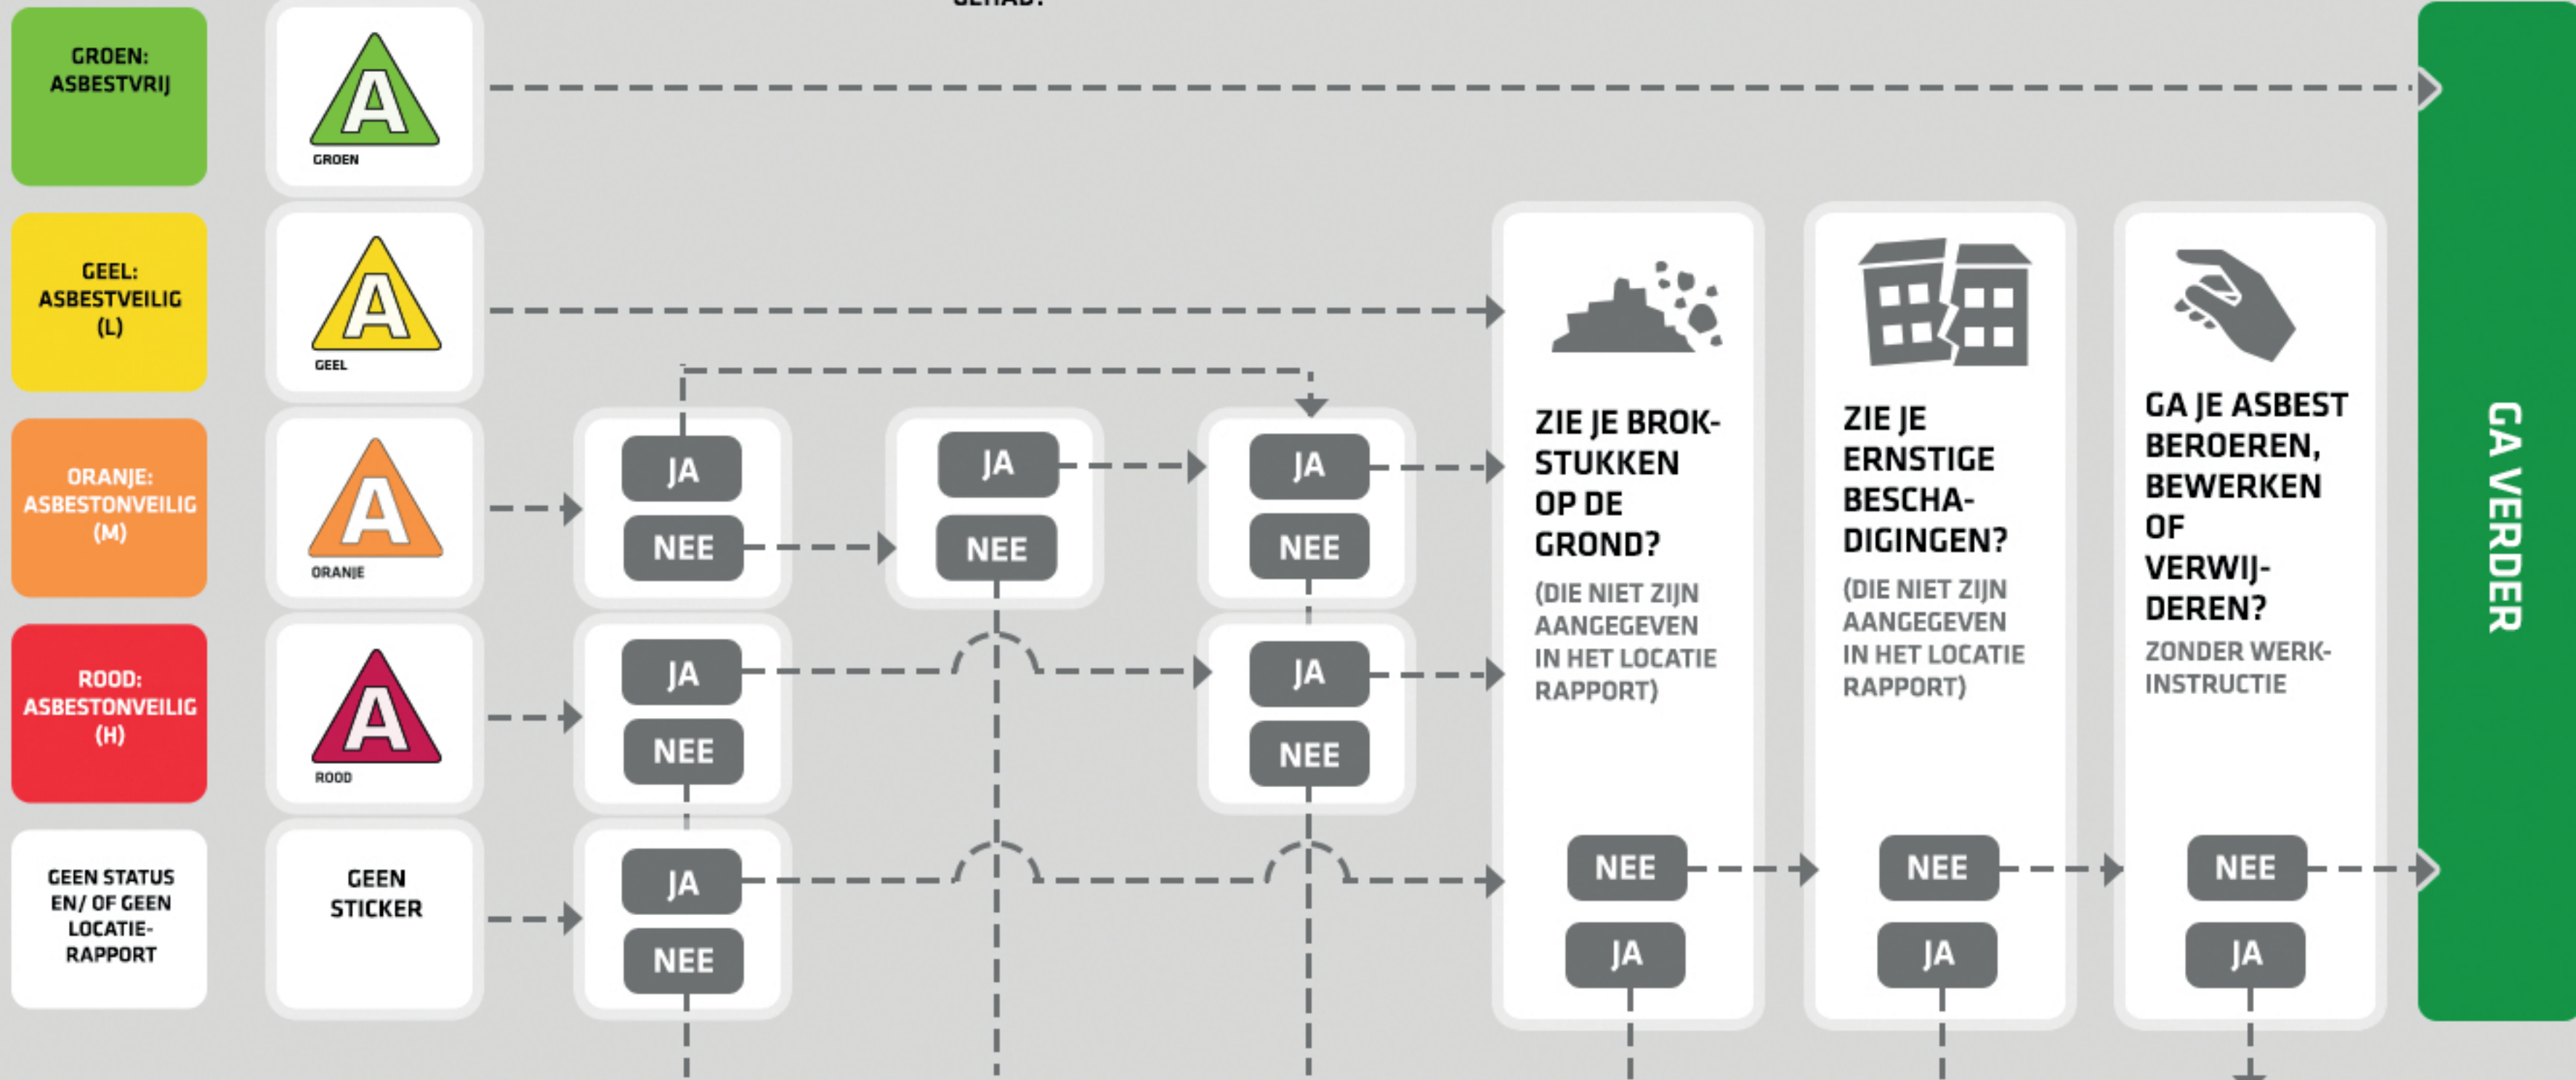 GEHAD?
GROEN:
ASBESTVRIJ
A
GROEN
GEEL:
ASBESTVEILIG
(L)
A
GEEL
ORANJE:
ASBESTONVEILIG
(M)
A
ORANJE
JA
NEE
JA
NEE
JA
NEE
ROOD:
ASBESTONVEILIG
(H)
A
ROOD
JA
NEE
JA
NEE
GEEN STATUS
EN/ OF GEEN
LOCATIE-
RAPPORT
GEEN
STICKER
JA
NEE
ZIE JE BROK-
STUKKEN
OP DE
GROND?
(DIE NIET ZIJN
AANGEGEVEN
IN HET LOCATIE
RAPPORT)
NEE
JA
ZIE JE
ERNSTIGE
BESCHA-
DIGINGEN?
(DIE NIET ZIJN
AANGEGEVEN
IN HET LOCATIE
RAPPORT)
NEE
JA
GA JE ASBEST
BEROEREN,
BEWERKEN
OF
VERWIJ-
DEREN?
ZONDER WERK-
INSTRUCTIE
NEE
JA
GA VERDER